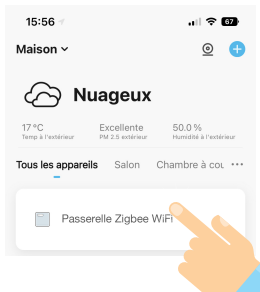 15:56
67
Maison
Nuageux
17 °C Excellente 50.0 %
Temp à l'extérieur PM 2.5 extérieur Humidité à l'extérieur
Tous les appareils Salon Chambre à cou
Passerelle Zigbee WiFi